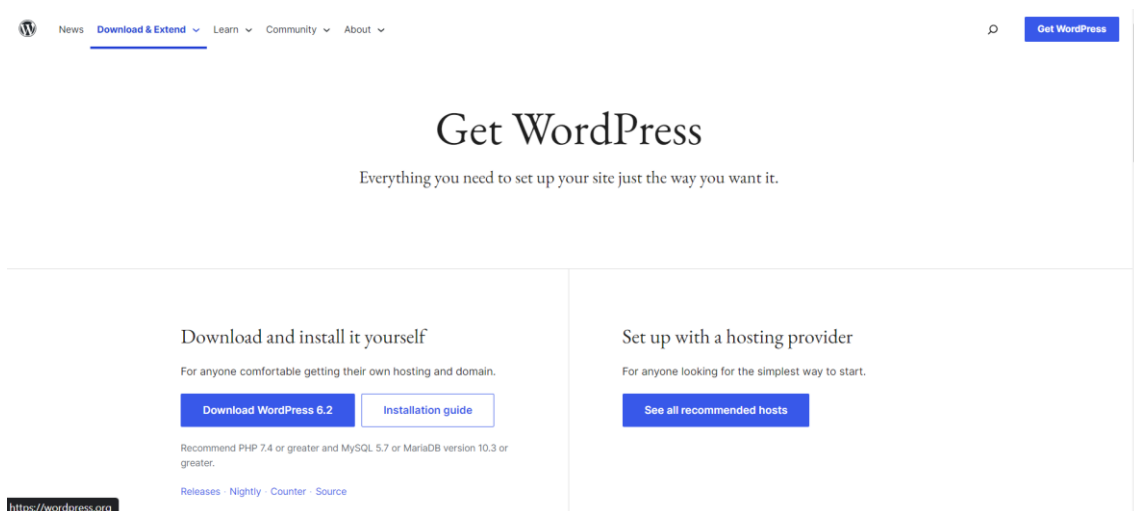 News Download & Extend Learn Community About Get WordPress
Get WordPress
Everything you need to set up your site just the way you want it.
Download and install it yourself
For anyone comfortable getting their own hosting and domain.
Download WordPress 6.2 Installation guide
Recommend PHP 7.4 or greater and MySQL 5.7 or MariaDB version 10.3 or
greater.
Releases · Nightly · Counter · Source
Set up with a hosting provider
For anyone looking for the simplest way to start.
See all recommended hosts
https://wordpress.org